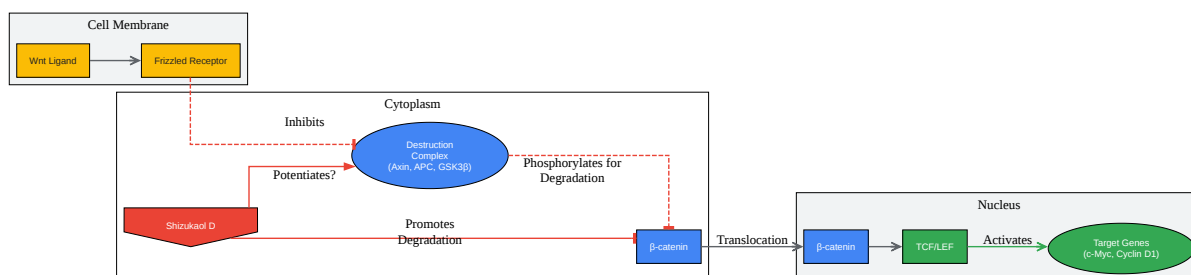 Cell Membrane
Wnt Ligand
Frizzled Receptor
Cytoplasm
Inhibits
Destruction
Complex
(Axin, APC, GSK3β)
Phosphorylates for
Degradation
Potentiates?
Shizukaol D
Promotes
Degradation
β-catenin
Translocation
Nucleus
β-catenin
TCF/LEF
Activates
Target Genes
(c-Myc, Cyclin D1)